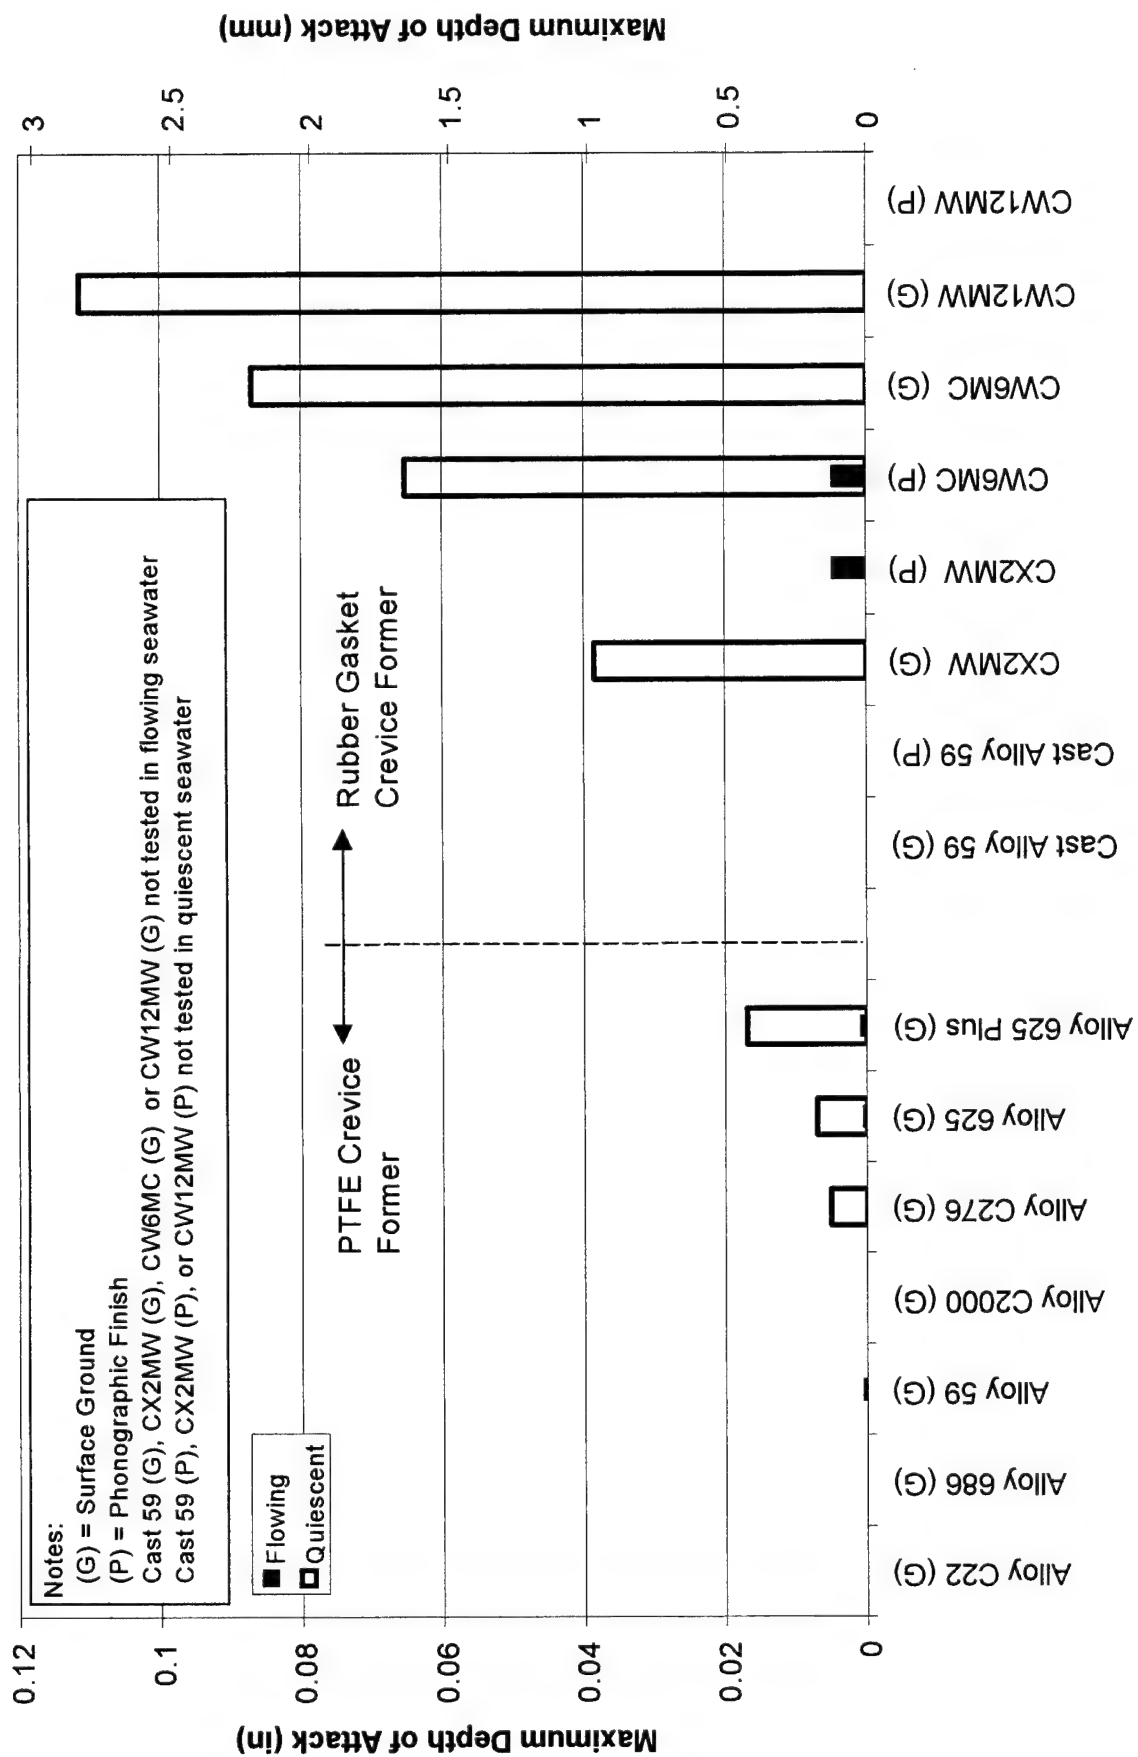 Notes:
(G) = Surface Ground
(P) = Phonographic Finish
Cast 59 (G), CX2MW (G), CW6MC (G) or CW12MW (G) not tested in flowing seawater
Cast 59 (P), CX2MW (P), or CW12MW (P) not tested in quiescent seawater
Flowing
Quiescent
PTFE Crevice
Former
Rubber Gasket
Crevice Former
Maximum Depth of Attack (in)
0.12
0.1
0.08
0.06
0.04
0.02
0
Maximum Depth of Attack (mm)
3
2.5
2
1.5
1
0.5
0
Alloy C22 (G)
Alloy 686 (G)
Alloy 59 (G)
Alloy C2000 (G)
Alloy C276 (G)
Alloy 625 (G)
Alloy 625 Plus (G)
Cast Alloy 59 (G)
Cast Alloy 59 (P)
CX2MW (G)
CX2MW (P)
CW6MC (P)
CW6MC (G)
CW12MW (G)
CW12MW (P)